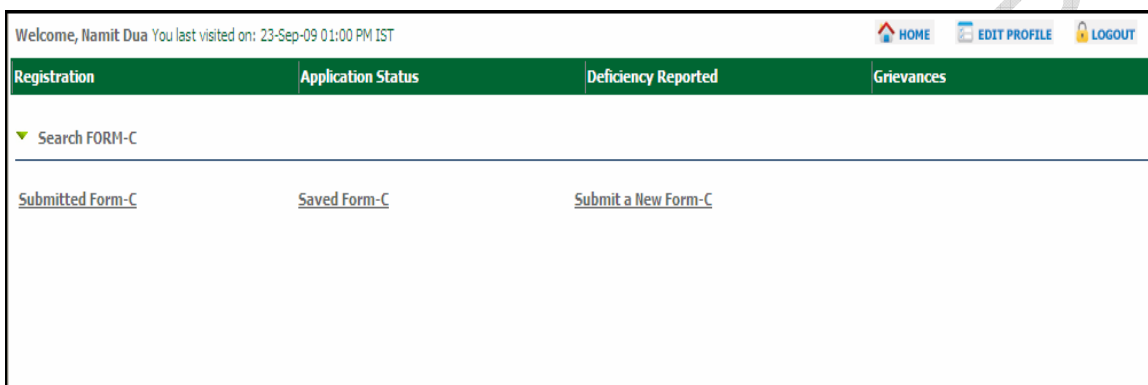 Welcome, Namit Dua You last visited on: 23-Sep-09 01:00 PM IST HOME EDIT PROFILE LOGOUT
Registration Application Status Deficiency Reported Grievances
Search FORM-C
Submitted Form-C Saved Form-C Submit a New Form-C